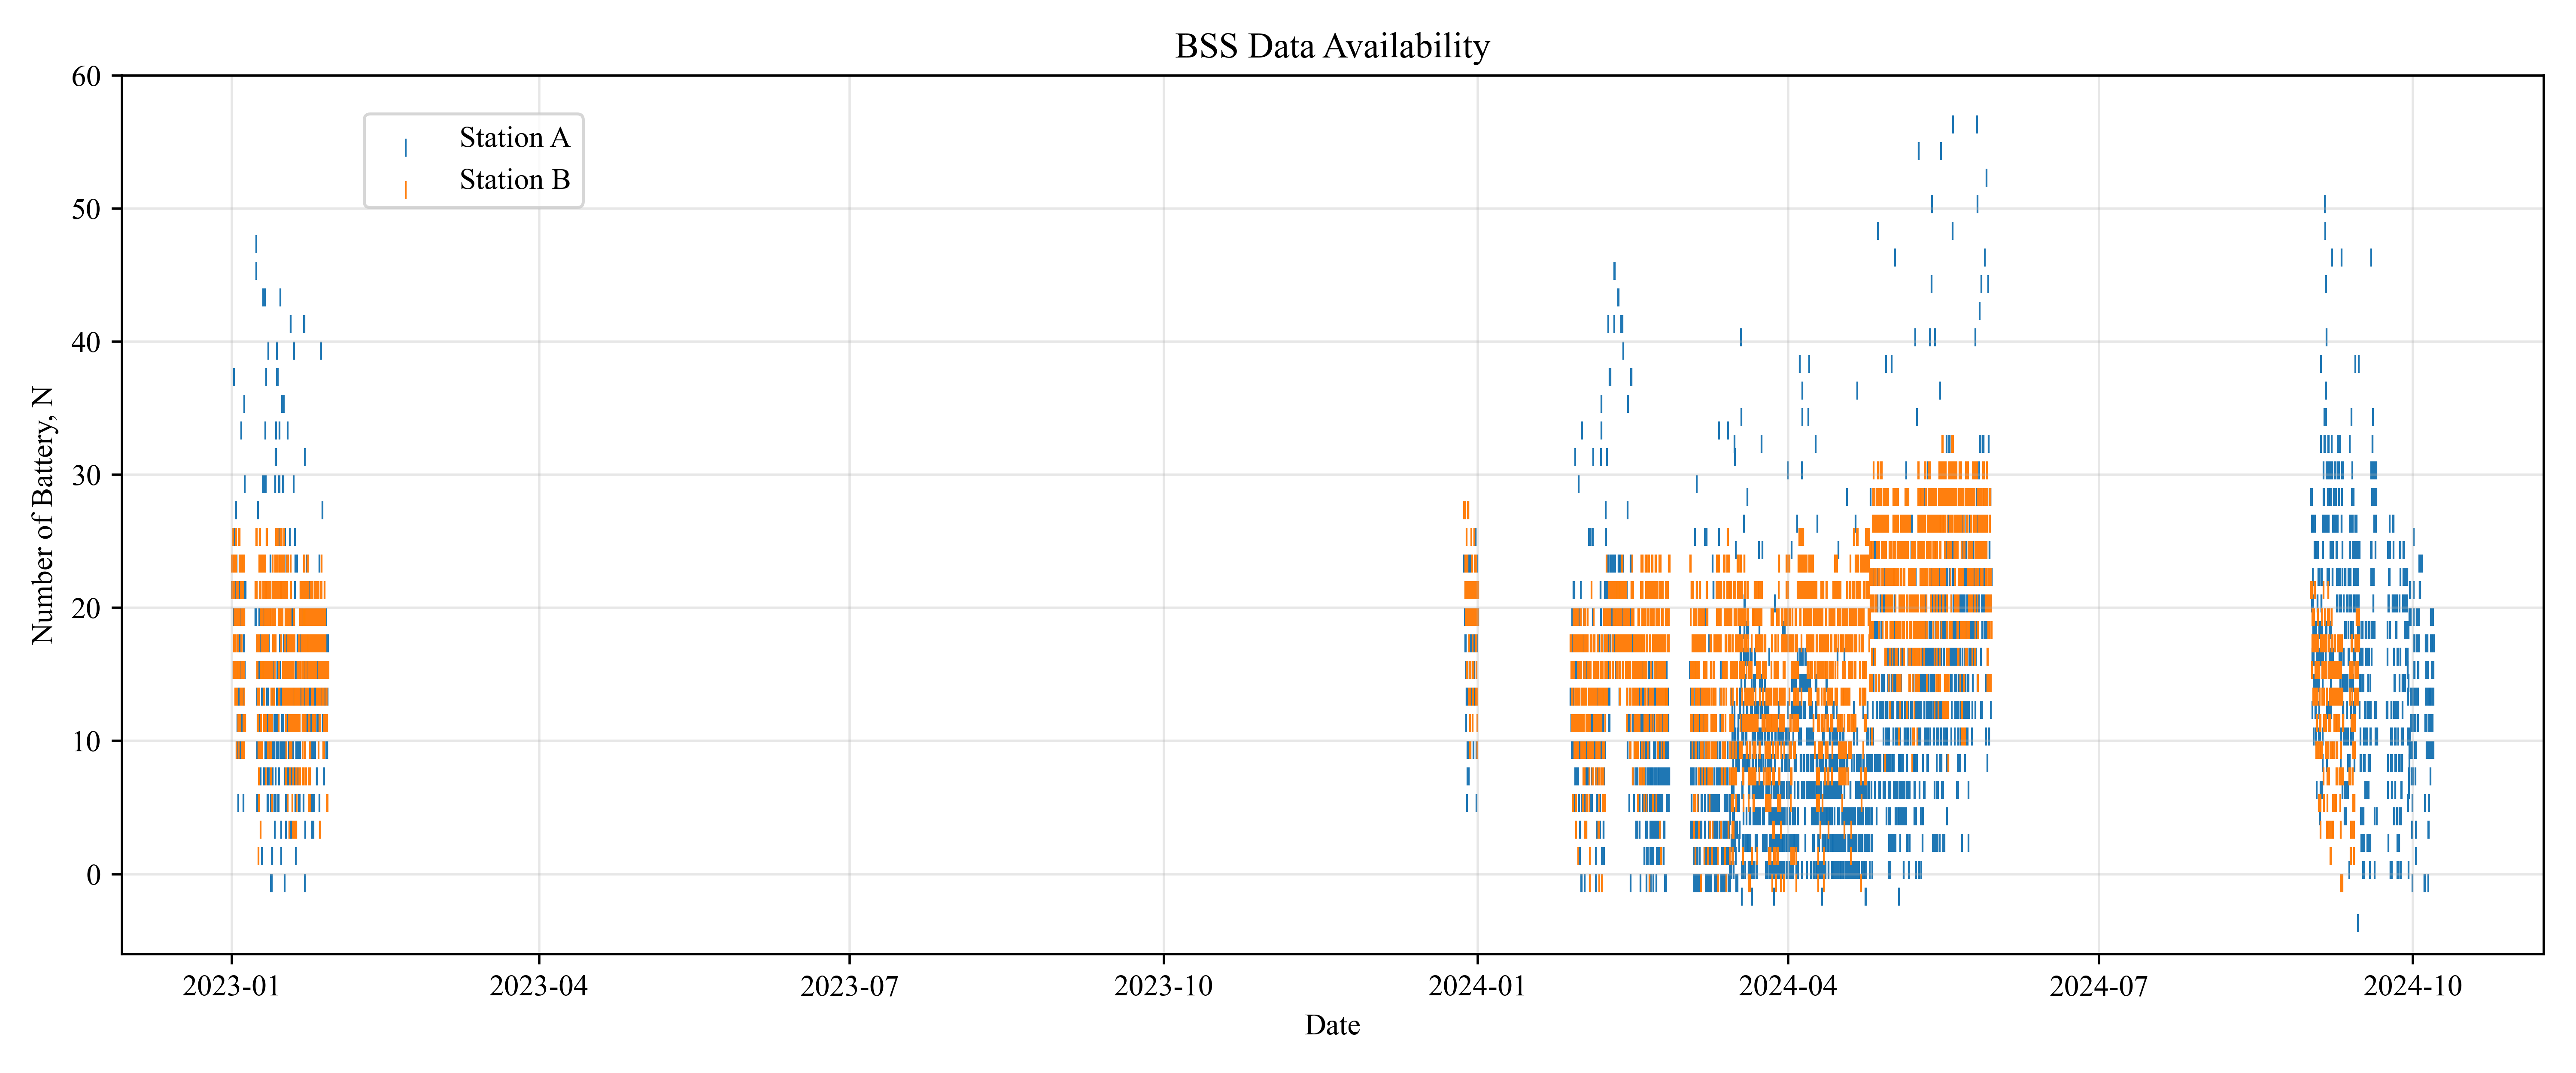 BSS Data Availability
60
50
40
30
20
10
0
Number of Battery, N
Station A
Station B
2023-01 2023-04 2023-07 2023-10 2024-01 2024-04 2024-07 2024-10
Date